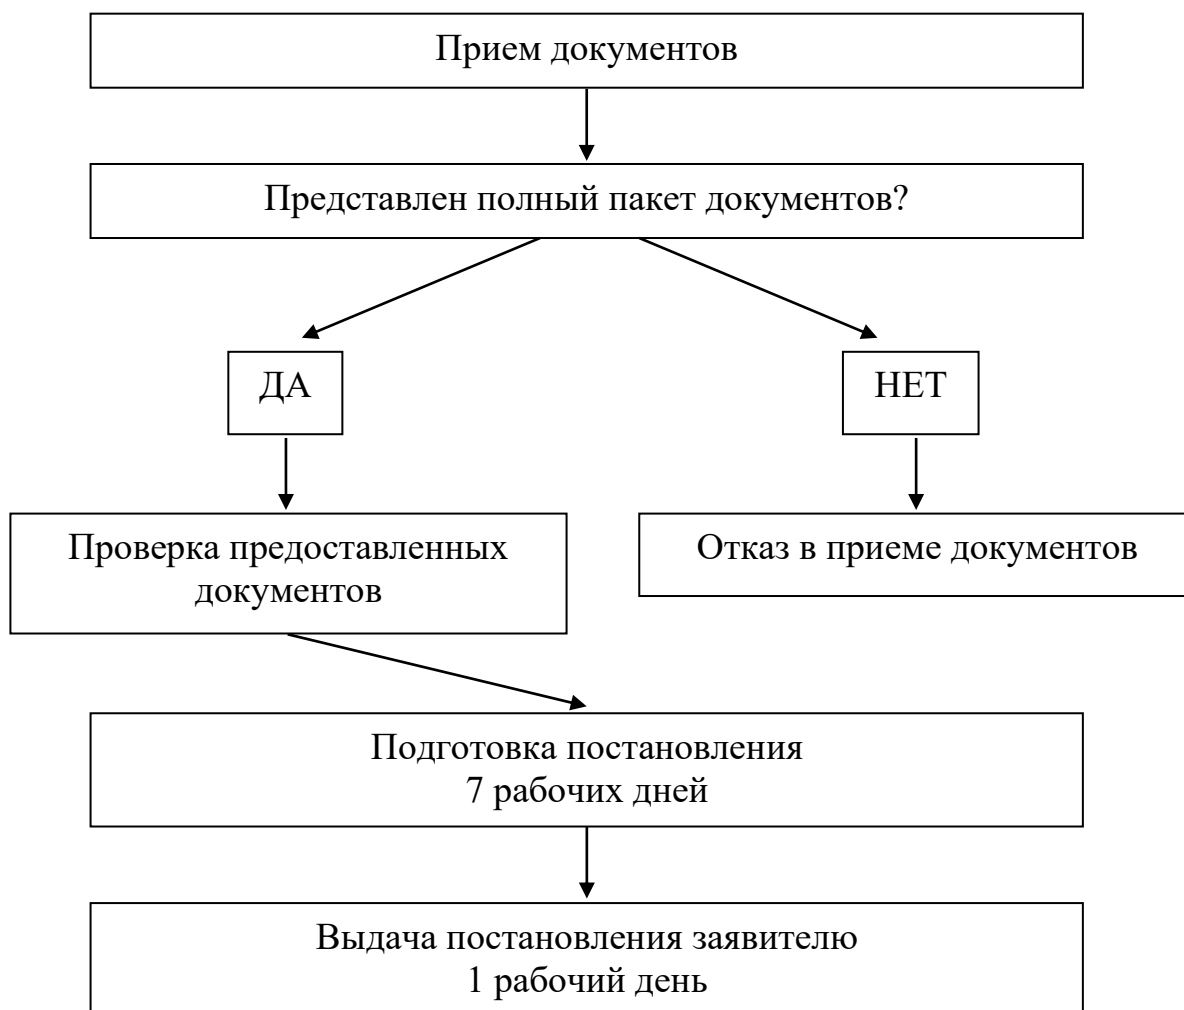 Прием документов
Представлен полный пакет документов?
ДА
НЕТ
Проверка предоставленных
документов
Отказ в приеме документов
Подготовка постановления
7 рабочих дней
Выдача постановления заявителю
1 рабочий день